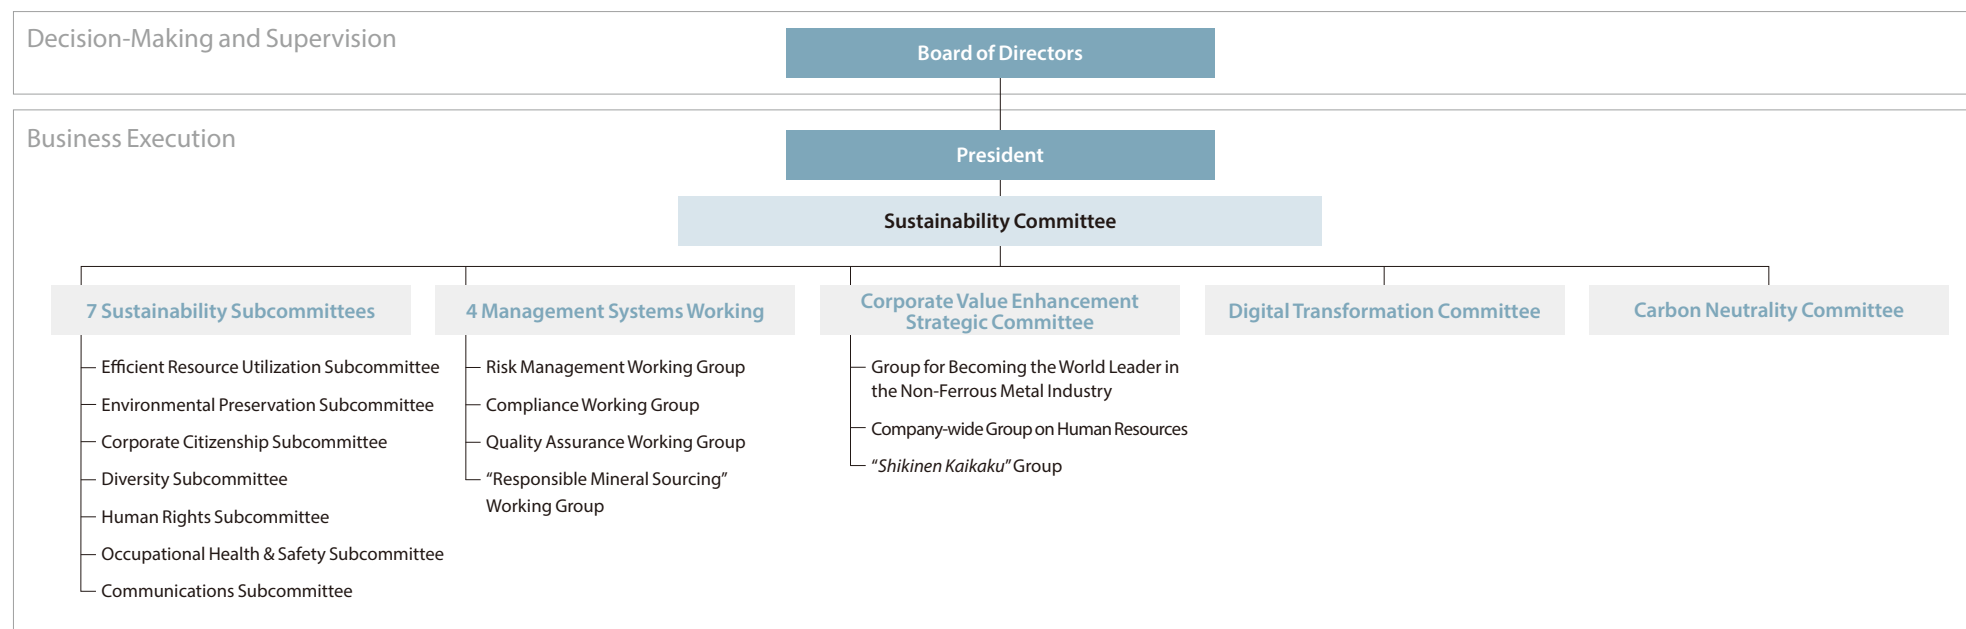 Decision-Making and Supervision
Board of Directors
Business Execution
President
Sustainability Committee
7 Sustainability Subcommittees
Efficient Resource Utilization Subcommittee
Environmental Preservation Subcommittee
Corporate Citizenship Subcommittee
Diversity Subcommittee
Human Rights Subcommittee
Occupational Health & Safety Subcommittee
Communications Subcommittee
4 Management Systems Working
Risk Management Working Group
Compliance Working Group
Quality Assurance Working Group
“Responsible Mineral Sourcing”
Working Group
Corporate Value Enhancement
Strategic Committee
Group for Becoming the World Leader in
the Non-Ferrous Metal Industry
Company-wide Group on Human Resources
“Shikinen Kaikaku” Group
Digital Transformation Committee
Carbon Neutrality Committee